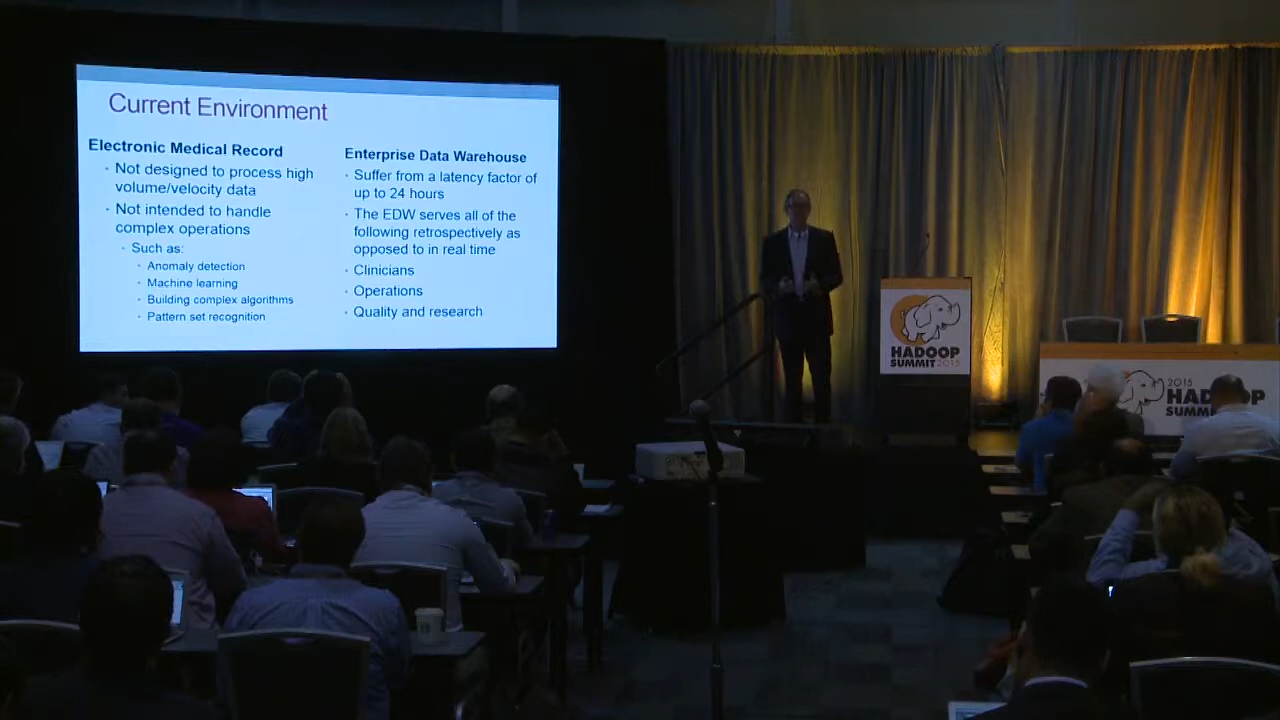 Current Environment
Electronic Medical Record
· Not designed to process high
volume/velocity data
· Not intended to handle
complex operations
· Such as:
· Anomaly detection
· Machine learning
· Building complex algorithms
· Pattern set recognition
Enterprise Data Warehouse
· Suffer from a latency factor of
up to 24 hours
· The EDW serves all of the
following retrospectively as
opposed to in real time
· Clinicians
· Operations
· Quality and research
HADOOP
SUMMIT 2015
2015